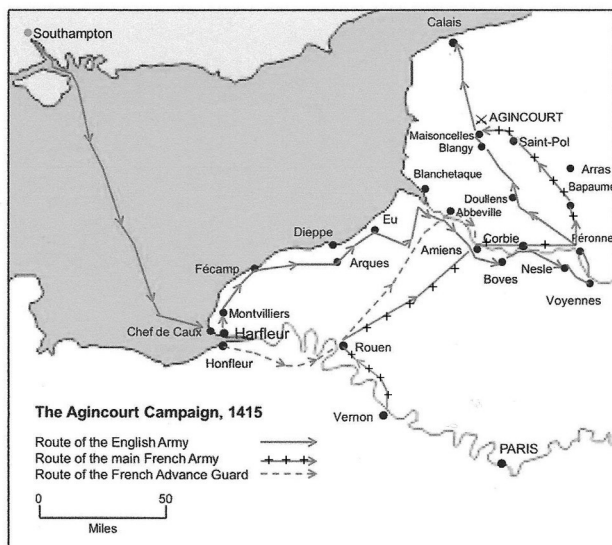 Southampton
Calais
AGINCOURT
Maisoncelles
Saint-Pol
Blangy
Arras
Blanchetaque
Bapaume
Doullens
Abbeville
Eu
Dieppe
Corbie
Péronne
Amiens
Fécamp
Arques
Boves
Nesle
Voyennes
Montvilliers
Chef de Caux
Harfleur
Honfleur
Rouen
Vernon
PARIS
The Agincourt Campaign, 1415
Route of the English Army
Route of the main French Army
Route of the French Advance Guard
0 50
Miles